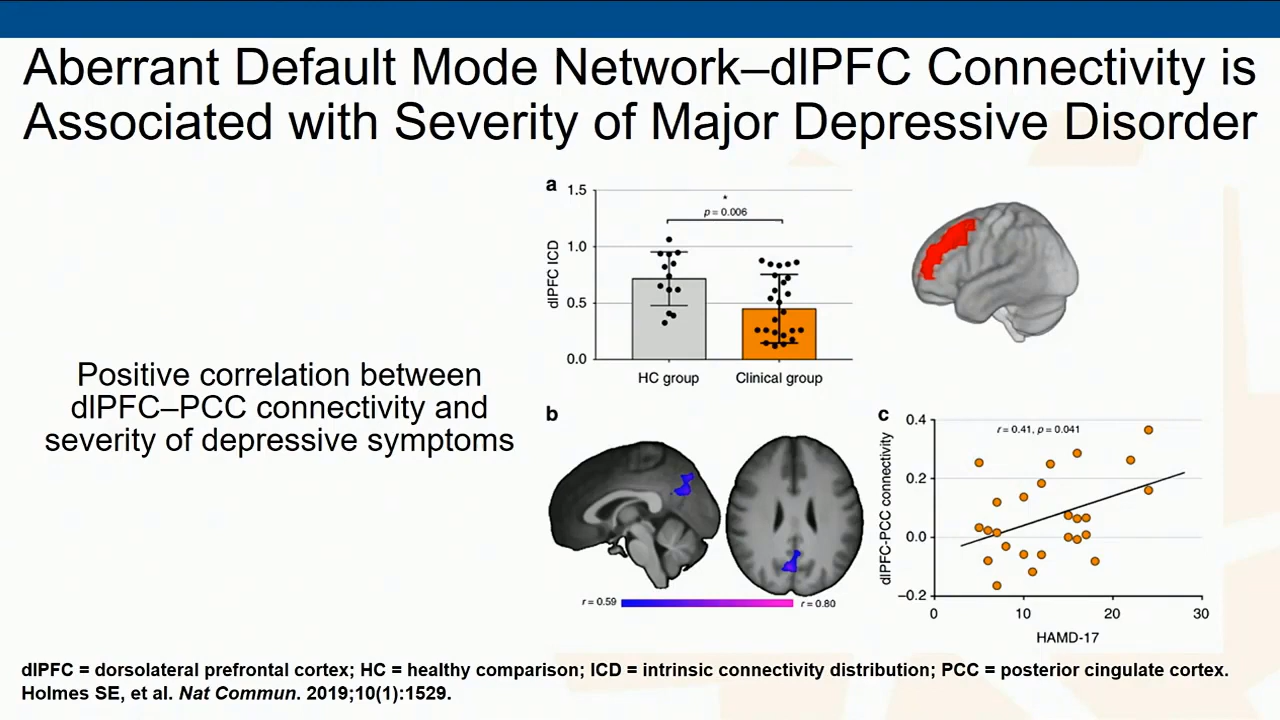 Aberrant Default Mode Network–dlPFC Connectivity is
Associated with Severity of Major Depressive Disorder
Positive correlation between
dlPFC–PCC connectivity and
severity of depressive symptoms
a
1.5
1.0
0.5
0.0
dlPFC ICD
*
p = 0.006
HC group
Clinical group
b
r = 0.59
r = 0.80
c
0.4
0.2
0.0
–0.2
dlPFC-PCC connectivity
r = 0.41, p = 0.041
0
10
20
30
HAMD-17
dlPFC = dorsolateral prefrontal cortex; HC = healthy comparison; ICD = intrinsic connectivity distribution; PCC = posterior cingulate cortex.
Holmes SE, et al. Nat Commun. 2019;10(1):1529.